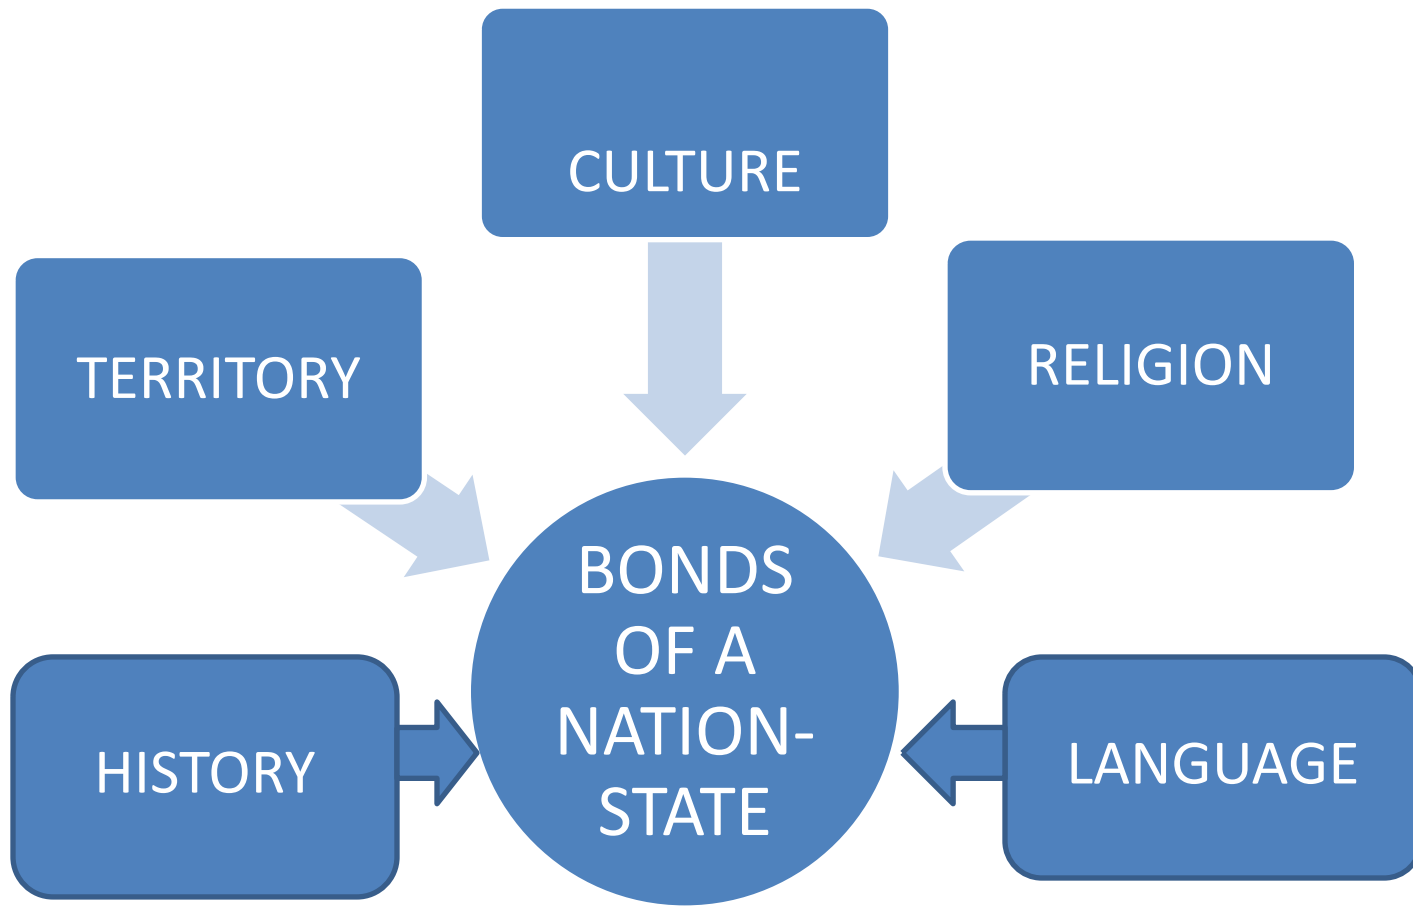 CULTURE
TERRITORY
RELIGION
BONDS
OF A
NATION-
STATE
HISTORY
LANGUAGE